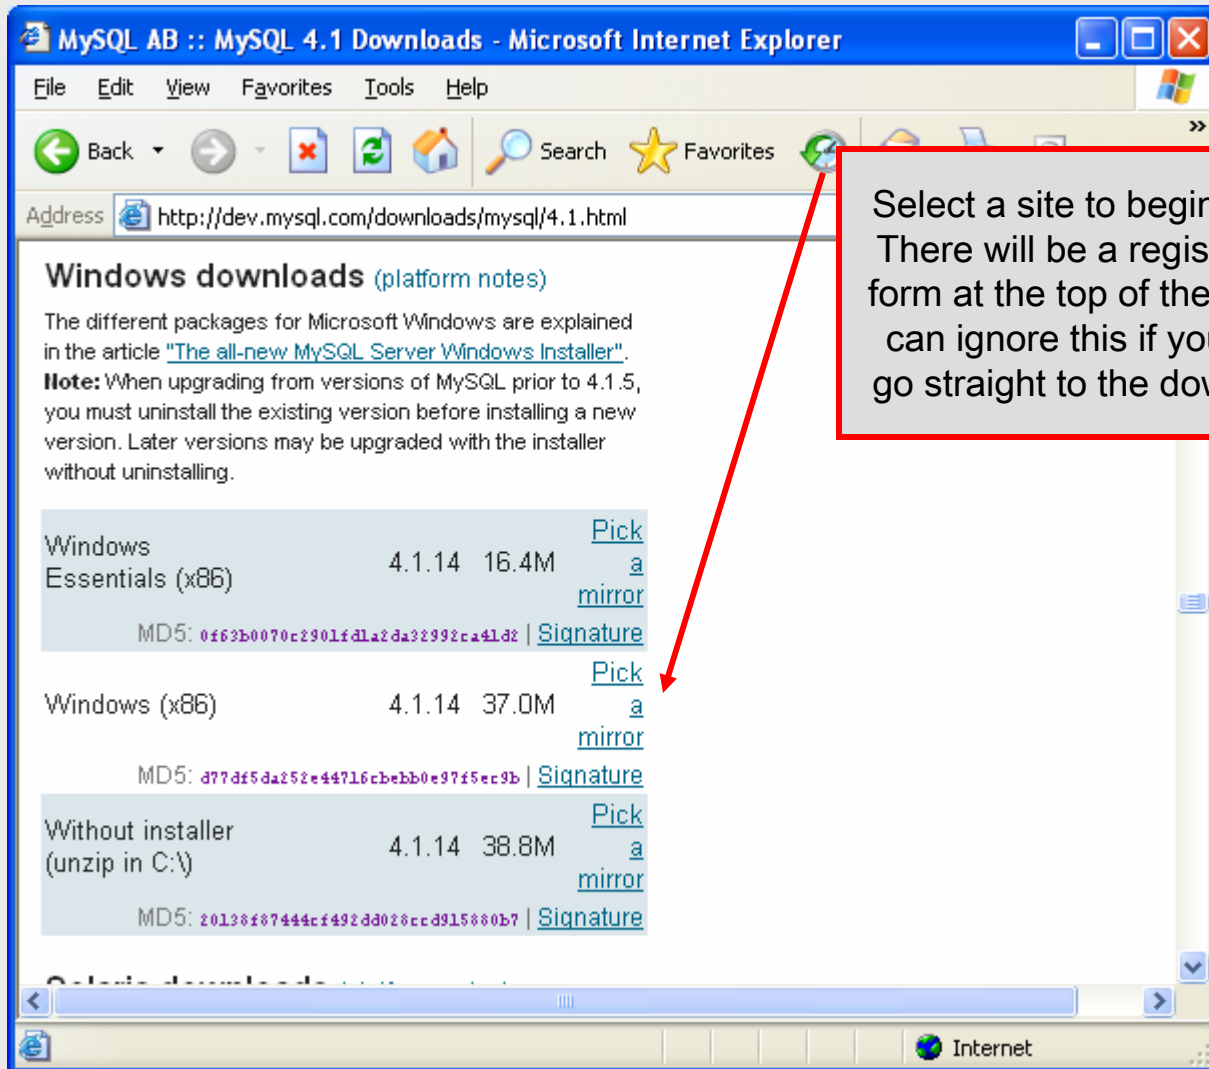 MySQL AB :: MySQL 4.1 Downloads - Microsoft Internet Explorer
File Edit View Favorites Tools Help
Back Search Favorites »
Address http://dev.mysql.com/downloads/mysql/4.1.html
Select a site to begin
There will be a regis
form at the top of the
can ignore this if you
go straight to the dow
Windows downloads (platform notes)
The different packages for Microsoft Windows are explained
in the article "The all-new MySQL Server Windows Installer".
Note: When upgrading from versions of MySQL prior to 4.1.5,
you must uninstall the existing version before installing a new
version. Later versions may be upgraded with the installer
without uninstalling.
Windows Essentials (x86) 4.1.14 16.4M Pick a mirror
MD5: 0f63b0070c2901fd1a2da32992ca41d2 | Signature
Windows (x86) 4.1.14 37.0M Pick a mirror
MD5: d77df5da252e44716cbebb0e97f5ec9b | Signature
Without installer (unzip in C:\) 4.1.14 38.8M Pick a mirror
MD5: 20138f87444cf492dd028ccd915880b7 | Signature
Solaris downloads
Internet